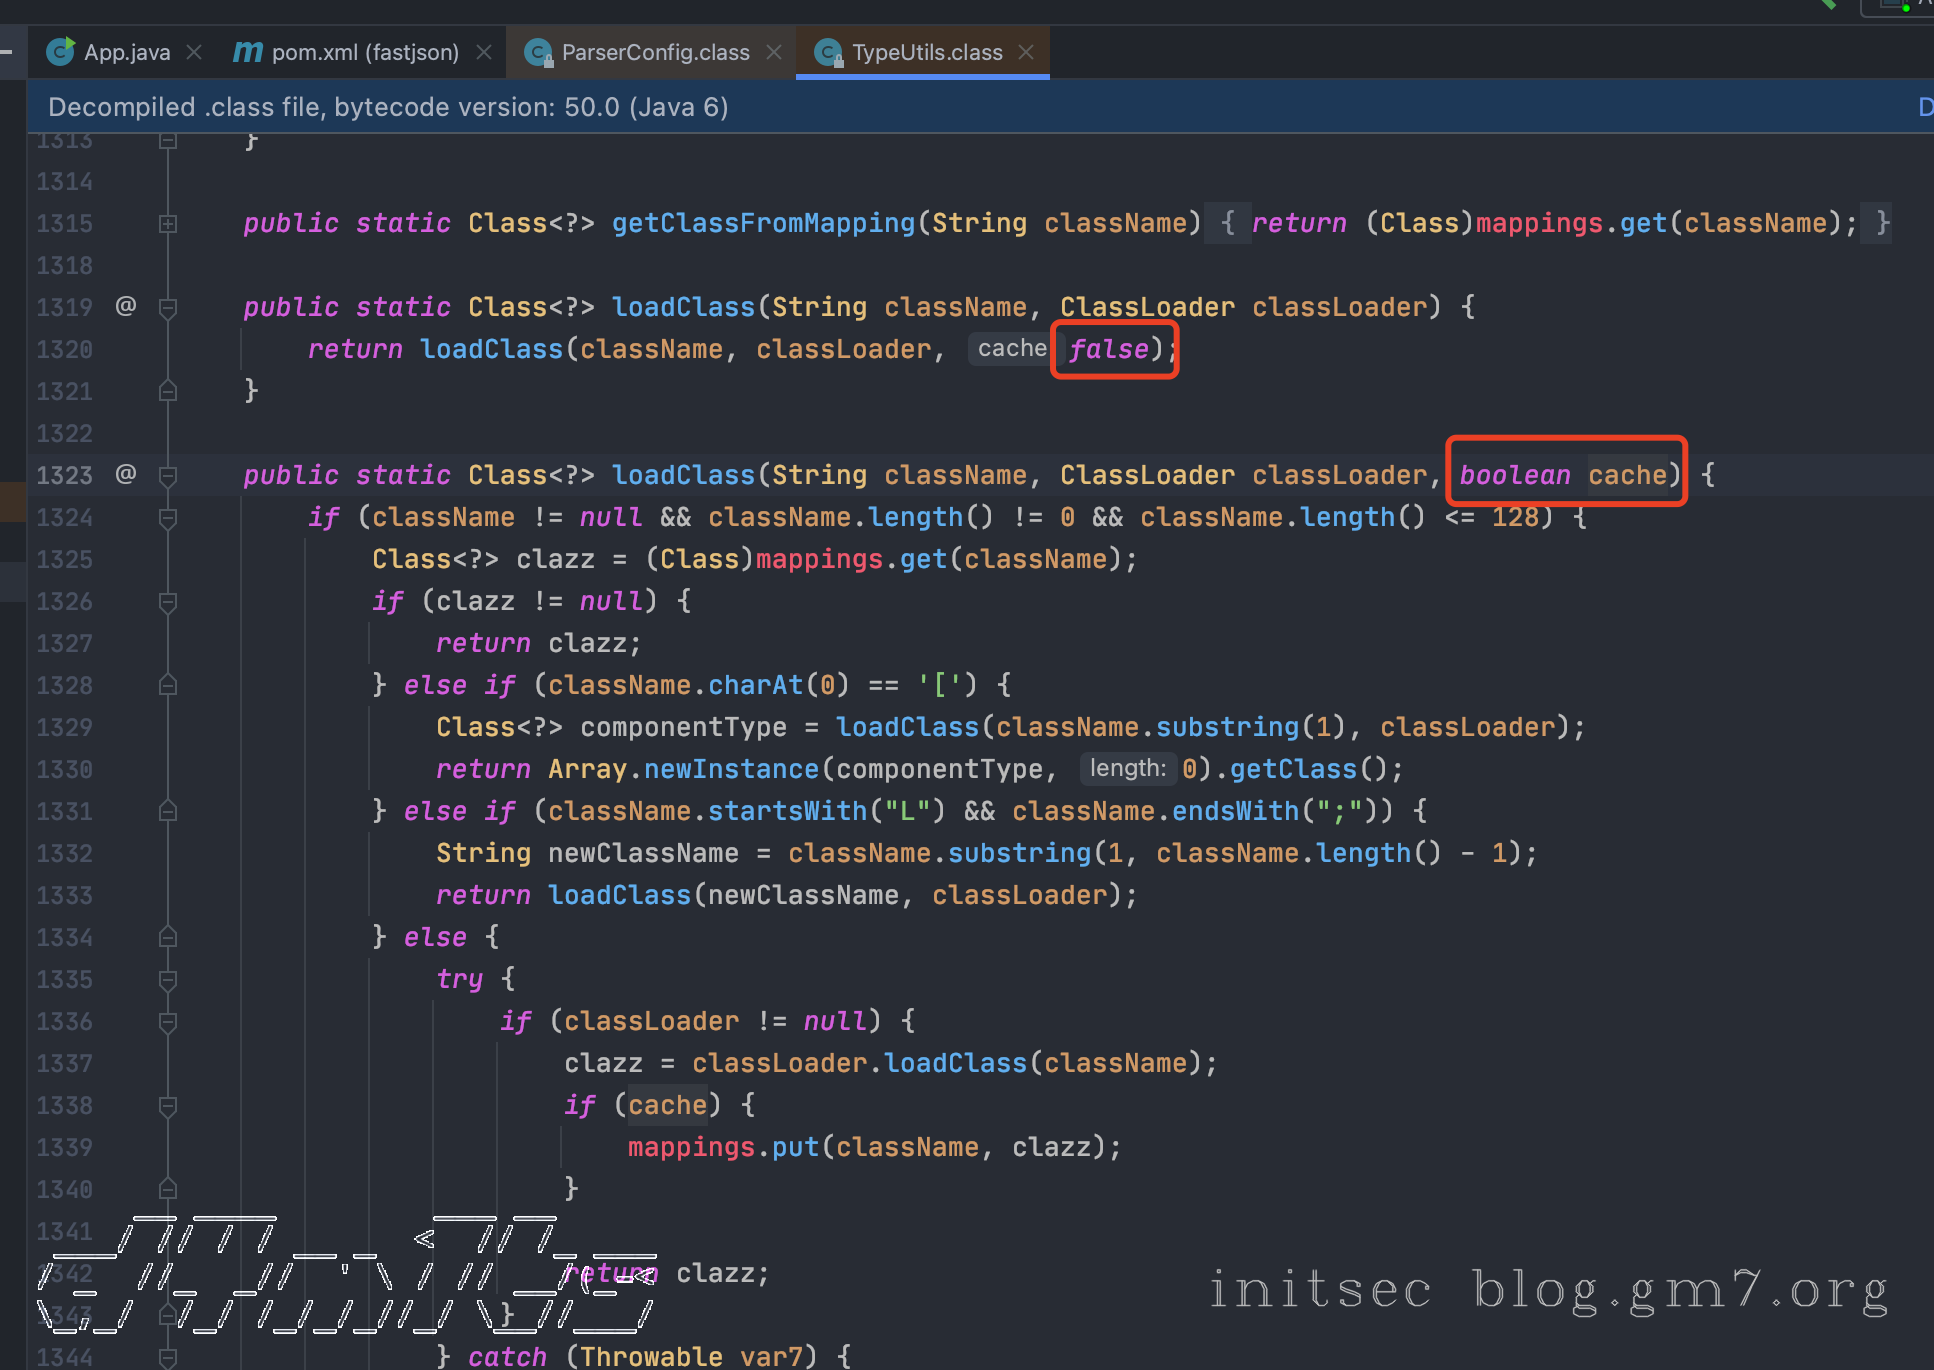 App.java
pom.xml (fastjson)
ParserConfig.class
TypeUtils.class
Decompiled .class file, bytecode version: 50.0 (Java 6)
D
1313 }
1314
1315 public static Class<?> getClassFromMapping(String className) { return (Class)mappings.get(className); }
1318
1319 @ public static Class<?> loadClass(String className, ClassLoader classLoader) {
1320 return loadClass(className, classLoader, cache false);
1321 }
1322
1323 @ public static Class<?> loadClass(String className, ClassLoader classLoader, boolean cache) {
1324 if (className != null && className.length() != 0 && className.length() <= 128) {
1325 Class<?> clazz = (Class)mappings.get(className);
1326 if (clazz != null) {
1327 return clazz;
1328 } else if (className.charAt(0) == '[') {
1329 Class<?> componentType = loadClass(className.substring(1), classLoader);
1330 return Array.newInstance(componentType, length: 0).getClass();
1331 } else if (className.startsWith("L") && className.endsWith(";")) {
1332 String newClassName = className.substring(1, className.length() - 1);
1333 return loadClass(newClassName, classLoader);
1334 } else {
1335 try {
1336 if (classLoader != null) {
1337 clazz = classLoader.loadClass(className);
1338 if (cache) {
1339 mappings.put(className, clazz);
1340 }
1341
1342 return clazz;
1343 }
1344 } catch (Throwable var7) {
initsec blog.gm7.org